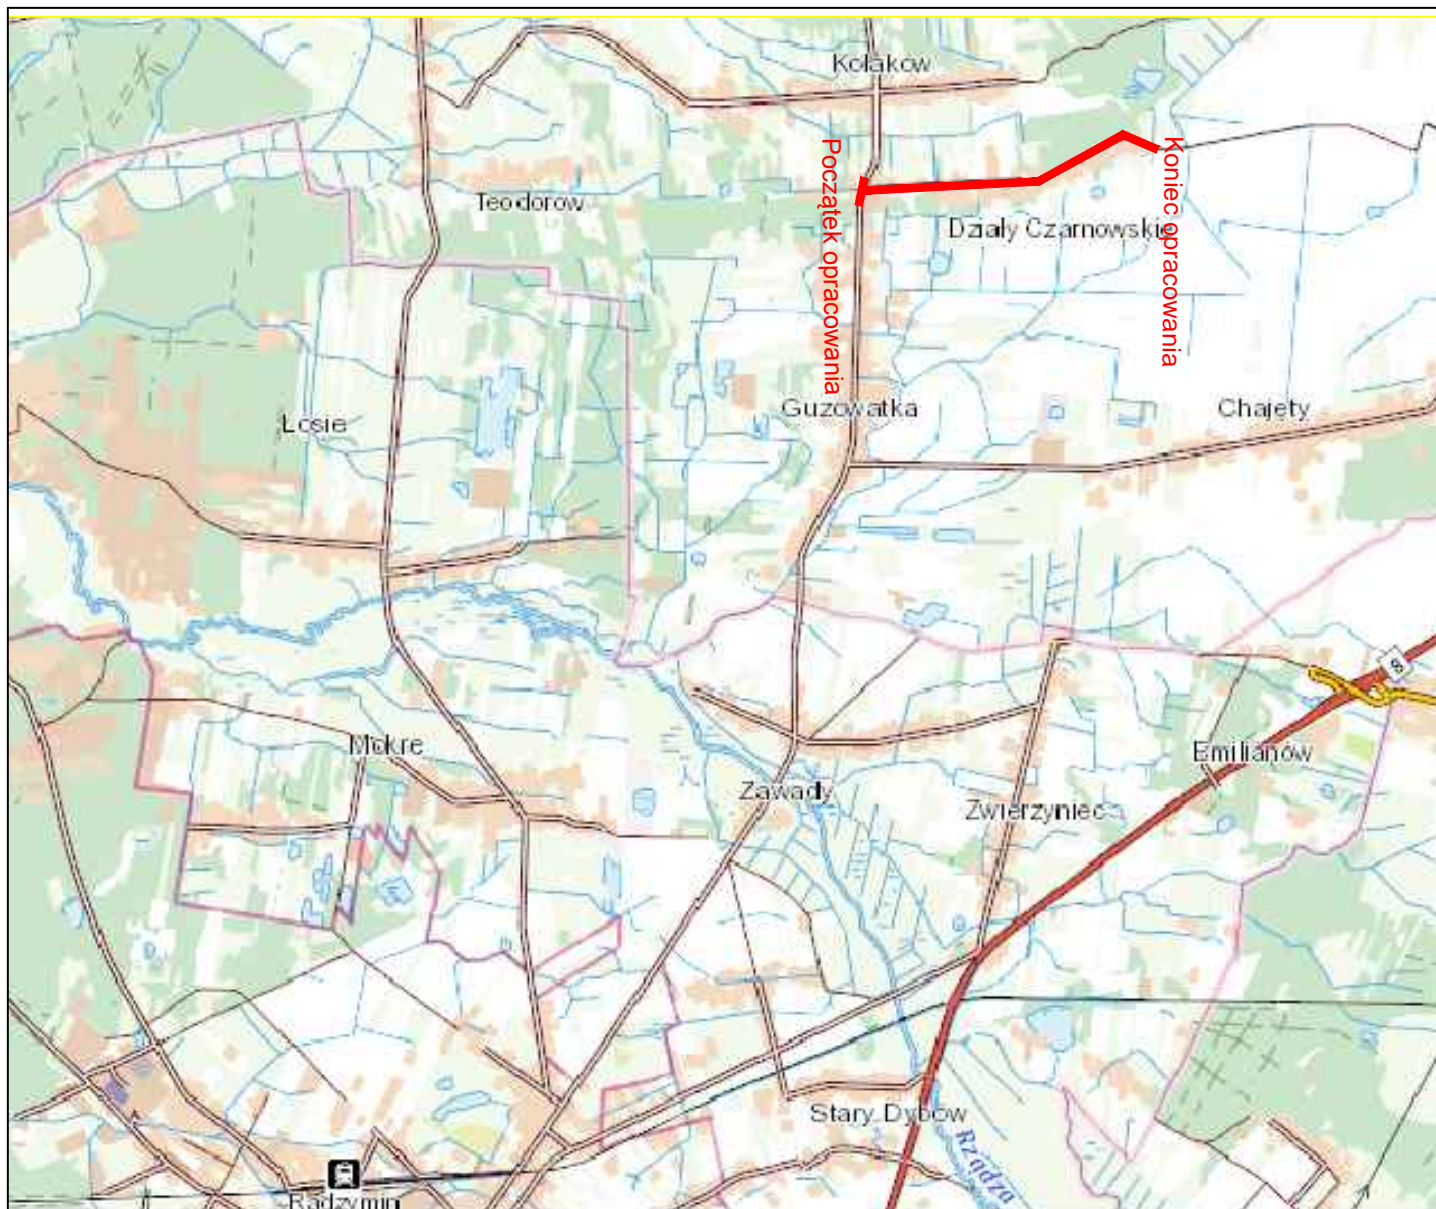 Kołaków
Teodorów
Początek opracowania
Koniec opracowania
Działy Czarnowskie
Guzowatka
Chajęty
Łosie
Mokre
Zawady
Zwierzyniec
Emilianów
Stary Dybów
Rządza
Radzymin